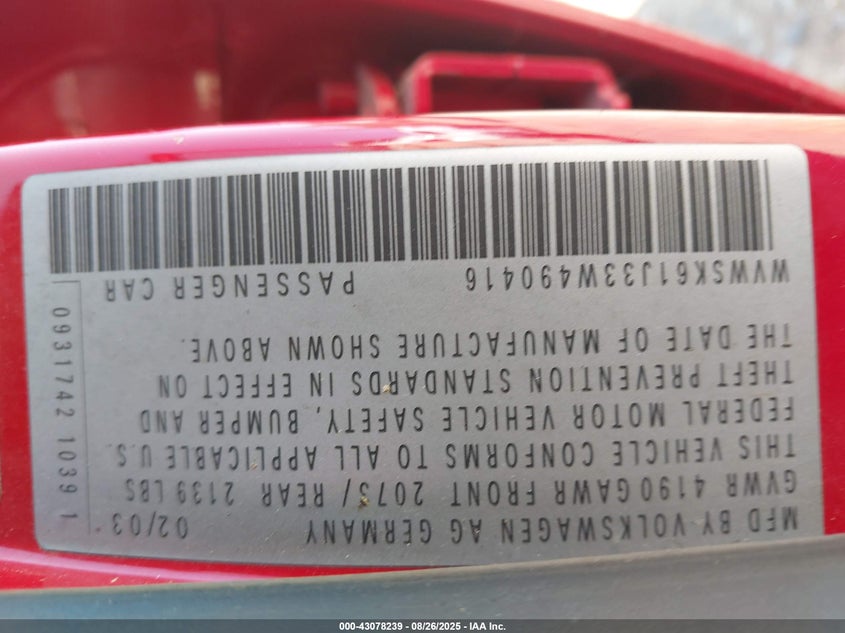 MFD BY VOLKSWAGEN AG GERMANY 02/03
GVWR 4190 GAWR FRONT 2075/ REAR 2139 LBS
THIS VEHICLE CONFORMS TO ALL APPLICABLE U.S.
FEDERAL MOTOR VEHICLE SAFETY, BUMPER AND
THEFT PREVENTION STANDARDS IN EFFECT ON
THE DATE OF MANUFACTURE SHOWN ABOVE.
WVWSK61J33W490416 PASSENGER CAR
0931742 1039 1
000-43078239 | 08/26/2025 - IAA Inc.